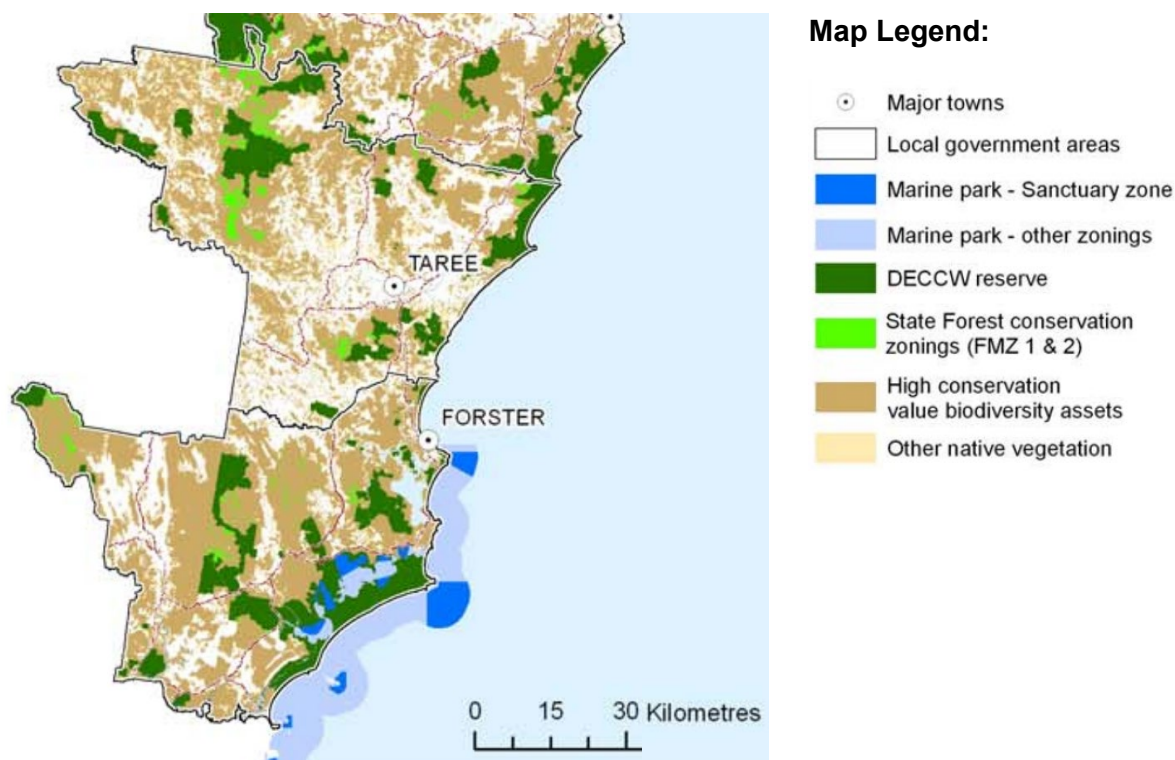 Map Legend:
Major towns
Local government areas
Marine park - Sanctuary zone
Marine park - other zonings
DECCW reserve
State Forest conservation
zonings (FMZ 1 & 2)
High conservation
value biodiversity assets
Other native vegetation
TAREE
FORSTER
0 15 30 Kilometres